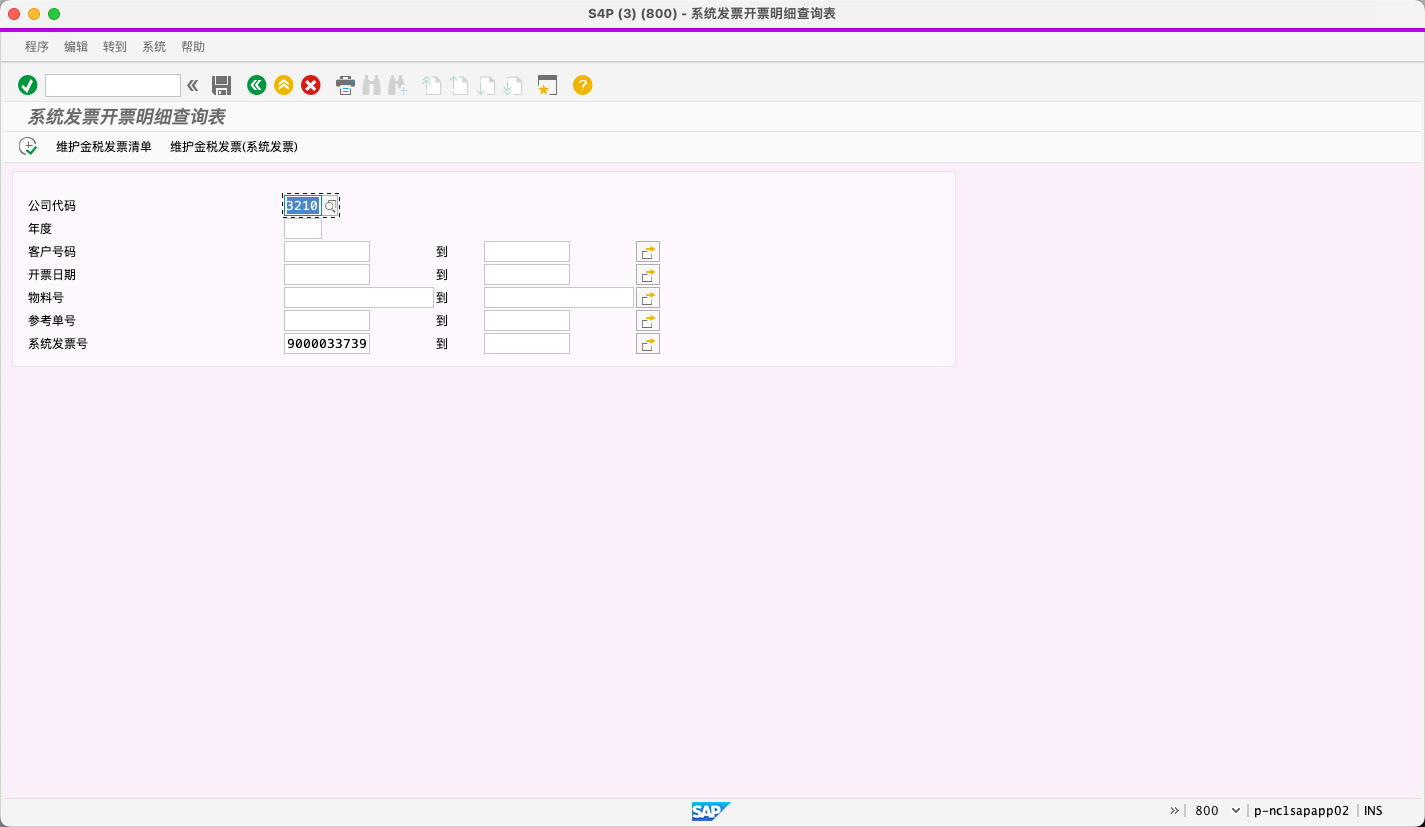 S4P (3) (800) - 系统发票开票明细查询表
程序 编辑 转到 系统 帮助
系统发票开票明细查询表
维护金税发票清单 维护金税发票(系统发票)
公司代码 3210
年度
客户号码 到
开票日期 到
物料号 到
参考单号 到
系统发票号 9000033739 到
SAP 800 p-nc1sapapp02 INS